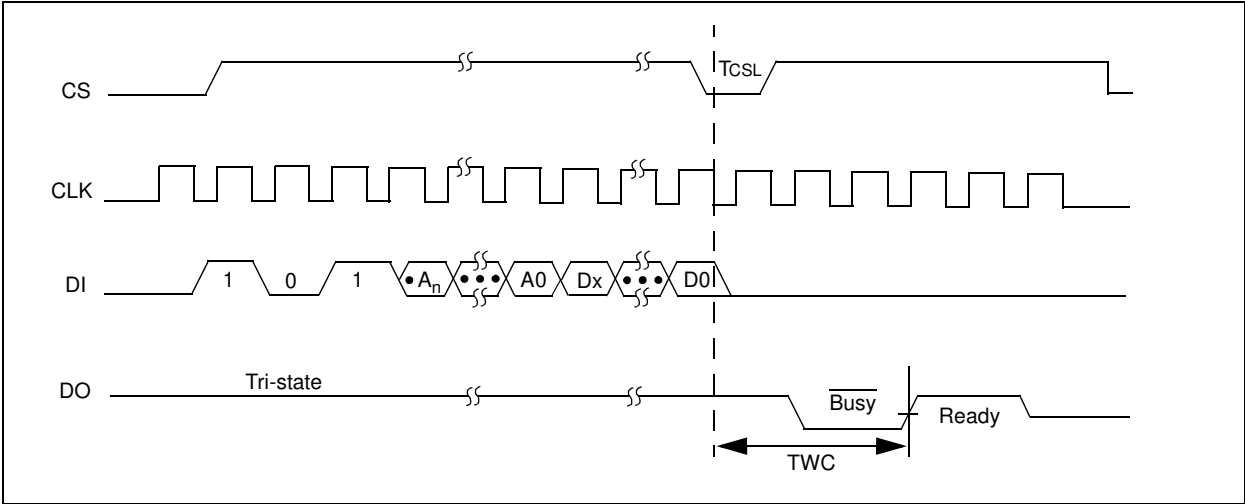 CS TCSL
CLK
DI 1 0 1 •An ••• A0 Dx ••• D0
DO Tri-state Busy Ready
TWC